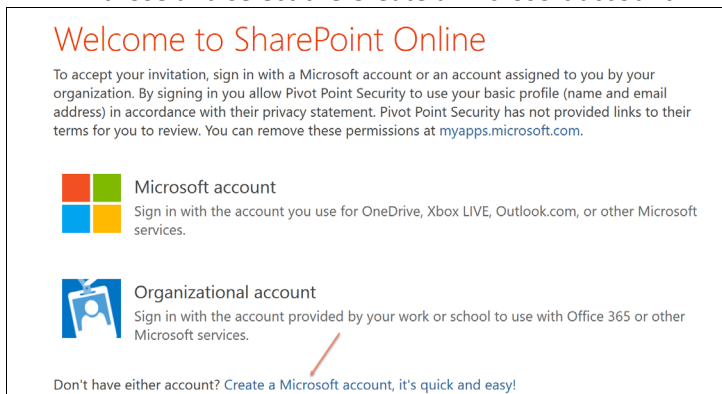 Welcome to SharePoint Online
To accept your invitation, sign in with a Microsoft account or an account assigned to you by your
organization. By signing in you allow Pivot Point Security to use your basic profile (name and email
address) in accordance with their privacy statement. Pivot Point Security has not provided links to their
terms for you to review. You can remove these permissions at myapps.microsoft.com.
Microsoft account
Sign in with the account you use for OneDrive, Xbox LIVE, Outlook.com, or other Microsoft
services.
Organizational account
Sign in with the account provided by your work or school to use with Office 365 or other
Microsoft services.
Don't have either account? Create a Microsoft account, it's quick and easy!